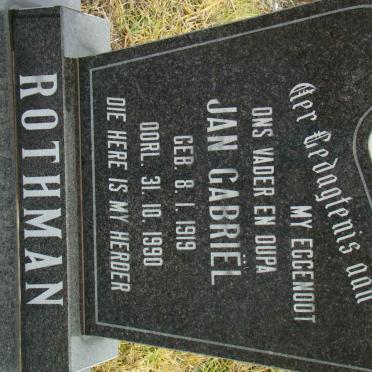 Ter Gedagtenis aan
MY EGGENOOT
ONS VADER EN OUPA
JAN GABRIËL
GEB. 8. 1. 1919
OORL. 31. 10. 1990
DIE HERE IS MY HERDER
ROTHMAN